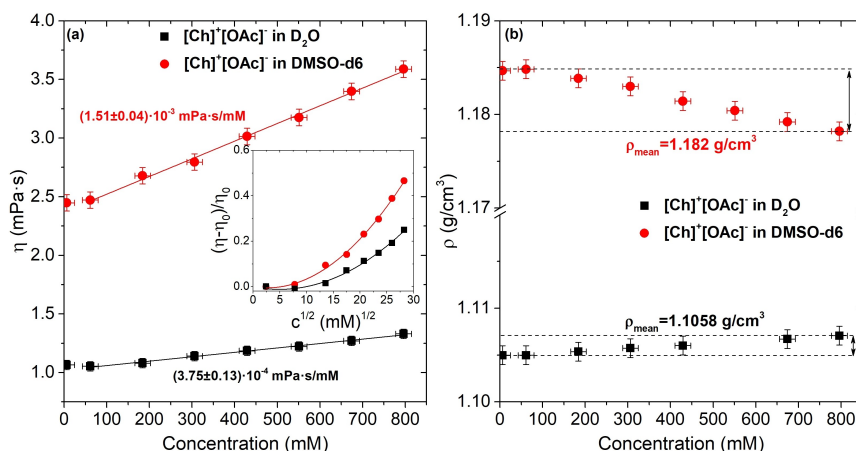 (a)
[Ch]⁺[OAc]⁻ in D₂O
[Ch]⁺[OAc]⁻ in DMSO-d6
(1.51±0.04)·10⁻³ mPa·s/mM
(3.75±0.13)·10⁻⁴ mPa·s/mM
η (mPa·s)
4.0
3.5
3.0
2.5
2.0
1.5
1.0
0 100 200 300 400 500 600 700 800
Concentration (mM)
(η-η₀)/η₀
0.6
0.4
0.2
0.0
0 5 10 15 20 25 30
c¹ᐟ² (mM)¹ᐟ²
(b)
ρ (g/cm³)
1.19
1.18
1.17
1.11
1.10
ρmean=1.182 g/cm³
[Ch]⁺[OAc]⁻ in D₂O
[Ch]⁺[OAc]⁻ in DMSO-d6
ρmean=1.1058 g/cm³
0 100 200 300 400 500 600 700 800
Concentration (mM)